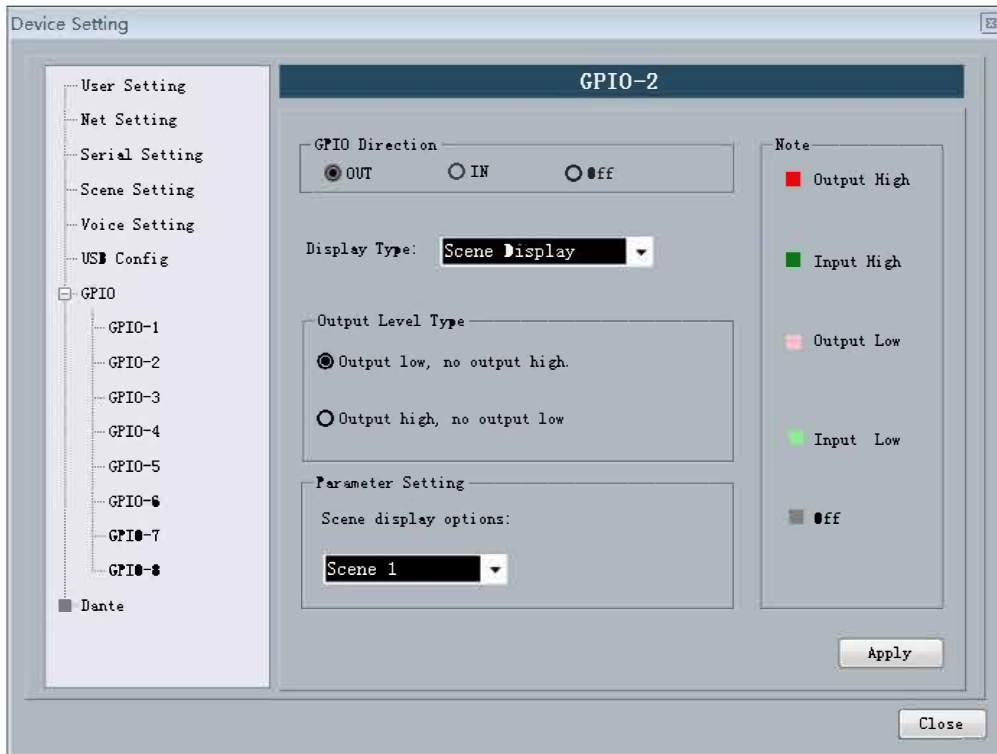 Device Setting
User Setting
Net Setting
Serial Setting
Scene Setting
Voice Setting
USB Config
GPIO
GPIO-1
GPIO-2
GPIO-3
GPIO-4
GPIO-5
GPIO-6
GPIO-7
GPIO-8
Dante
GPIO-2
GPIO Direction
OUT IN Off
Display Type: Scene Display
Output Level Type
Output low, no output high.
Output high, no output low
Parameter Setting
Scene display options:
Scene 1
Note
Output High
Input High
Output Low
Input Low
Off
Apply
Close